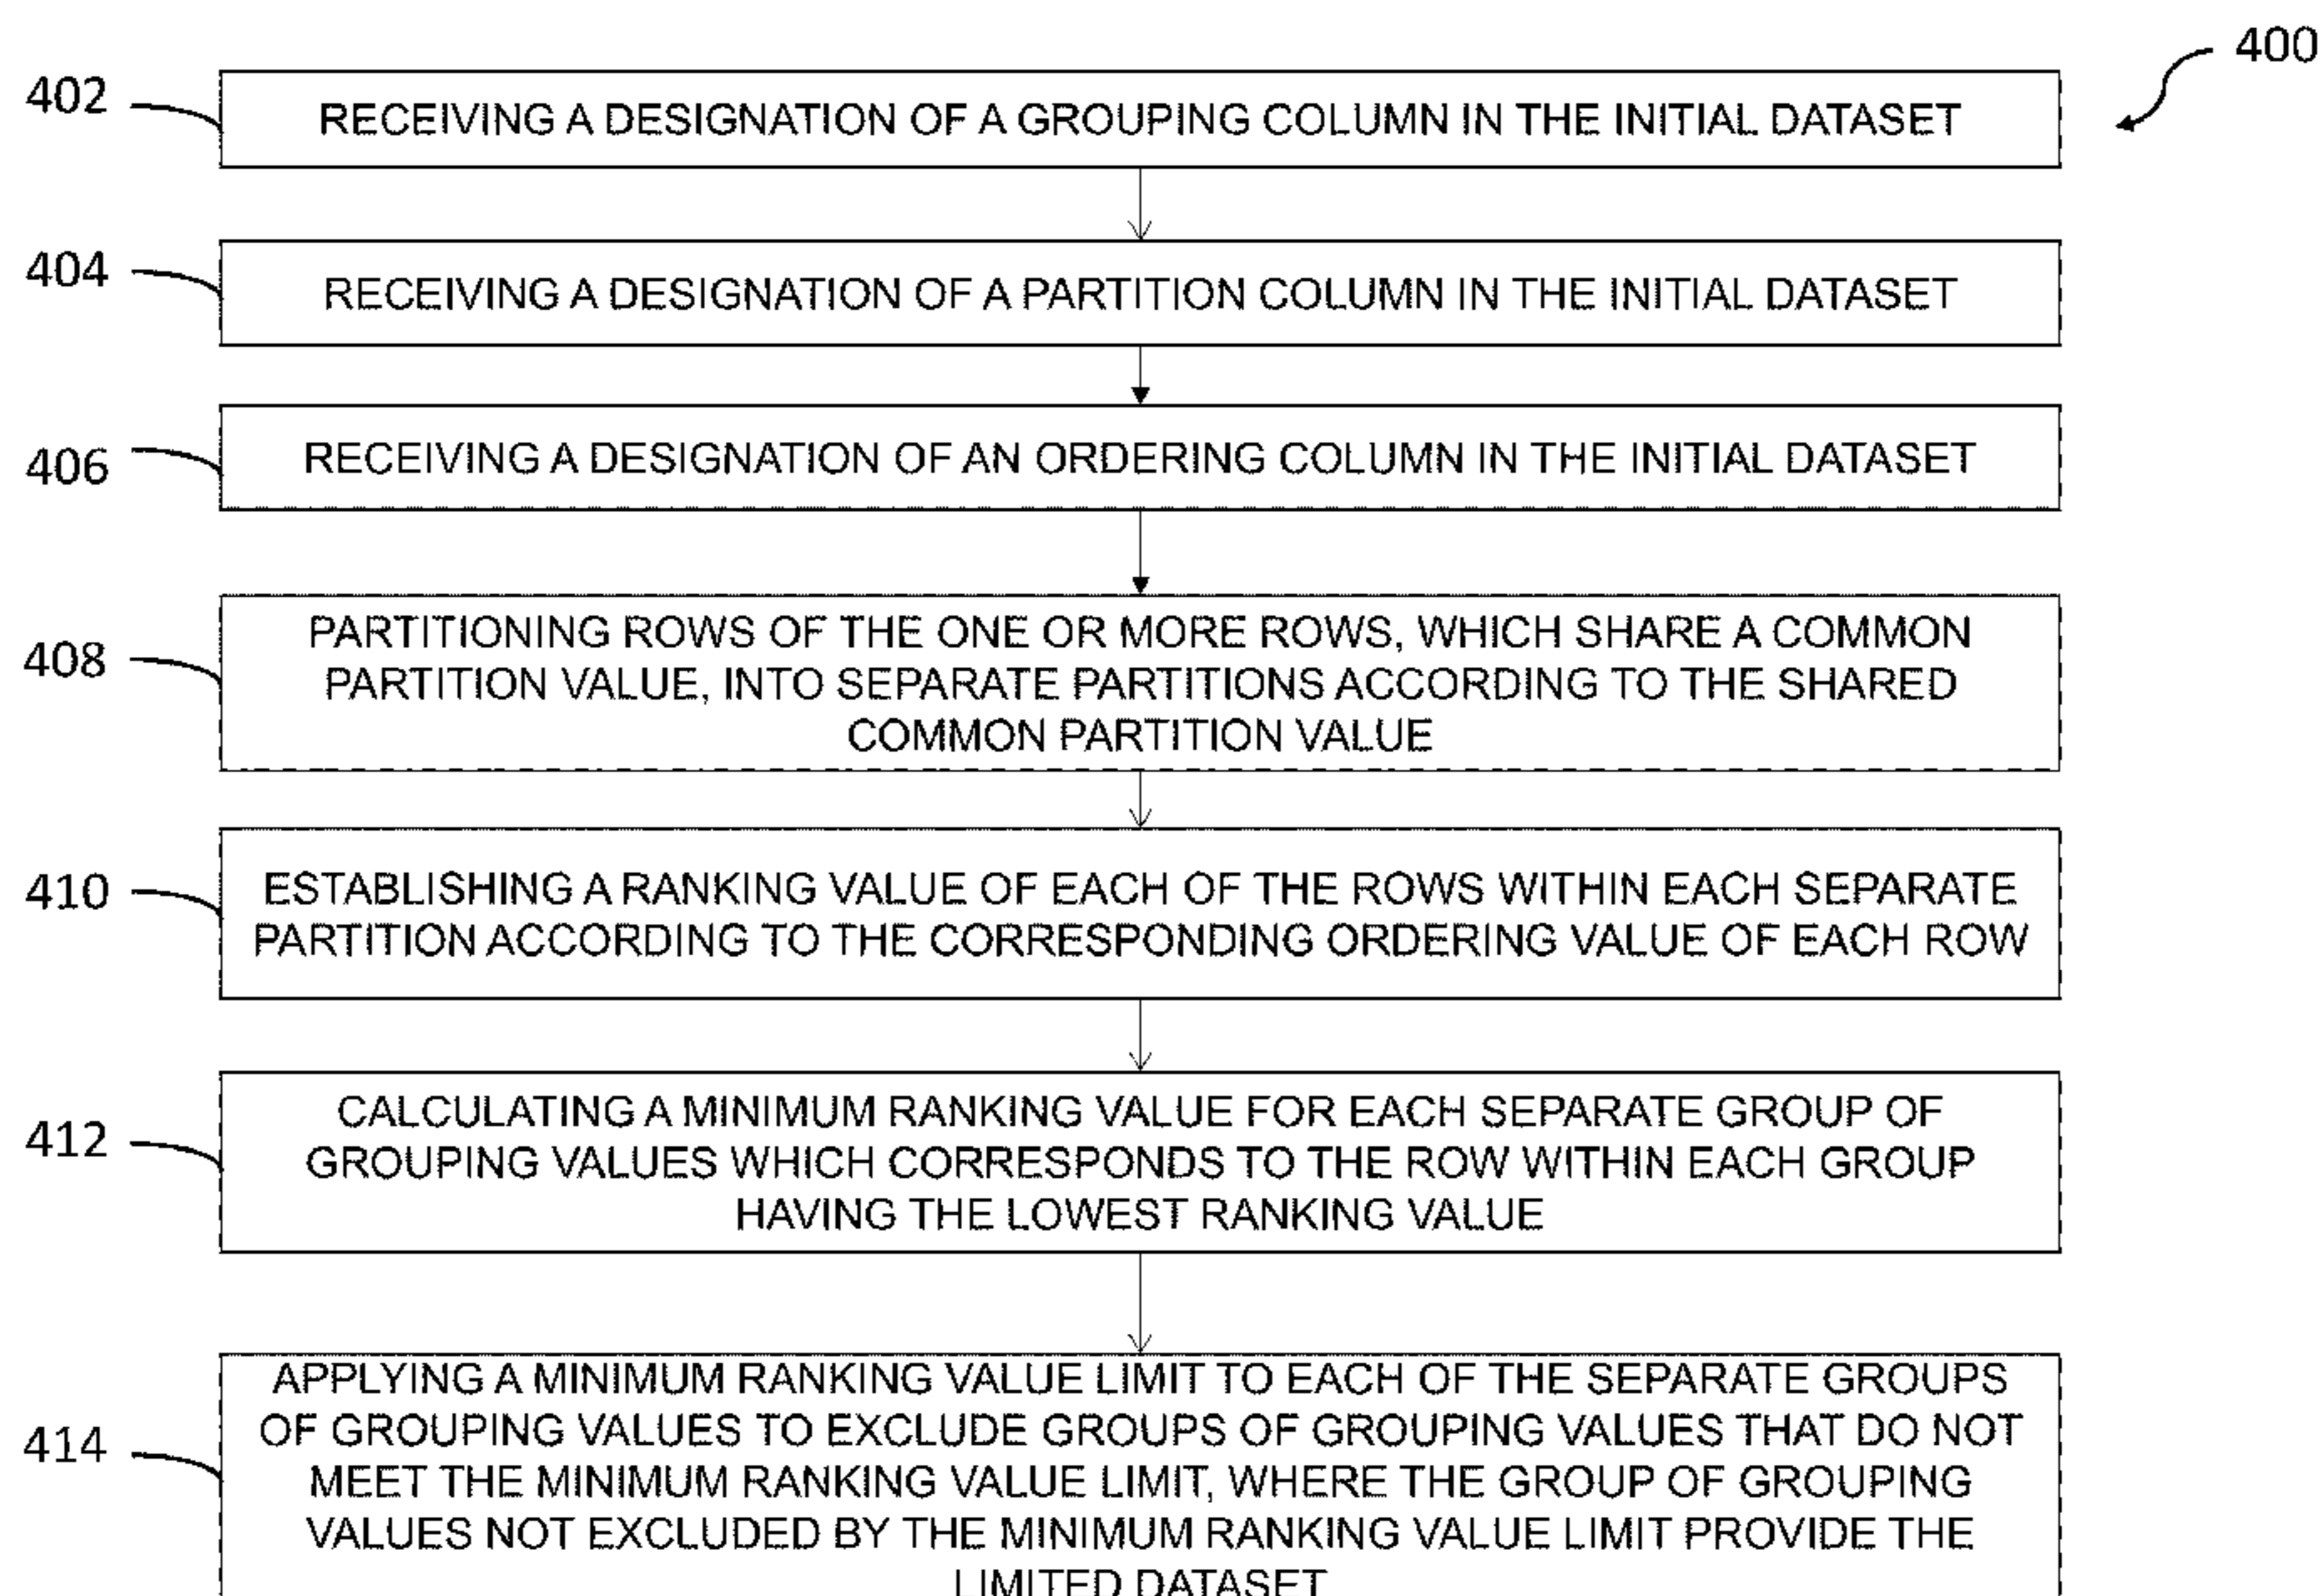 400
402
RECEIVING A DESIGNATION OF A GROUPING COLUMN IN THE INITIAL DATASET
404
RECEIVING A DESIGNATION OF A PARTITION COLUMN IN THE INITIAL DATASET
406
RECEIVING A DESIGNATION OF AN ORDERING COLUMN IN THE INITIAL DATASET
408
PARTITIONING ROWS OF THE ONE OR MORE ROWS, WHICH SHARE A COMMON
PARTITION VALUE, INTO SEPARATE PARTITIONS ACCORDING TO THE SHARED
COMMON PARTITION VALUE
410
ESTABLISHING A RANKING VALUE OF EACH OF THE ROWS WITHIN EACH SEPARATE
PARTITION ACCORDING TO THE CORRESPONDING ORDERING VALUE OF EACH ROW
412
CALCULATING A MINIMUM RANKING VALUE FOR EACH SEPARATE GROUP OF
GROUPING VALUES WHICH CORRESPONDS TO THE ROW WITHIN EACH GROUP
HAVING THE LOWEST RANKING VALUE
414
APPLYING A MINIMUM RANKING VALUE LIMIT TO EACH OF THE SEPARATE GROUPS
OF GROUPING VALUES TO EXCLUDE GROUPS OF GROUPING VALUES THAT DO NOT
MEET THE MINIMUM RANKING VALUE LIMIT, WHERE THE GROUP OF GROUPING
VALUES NOT EXCLUDED BY THE MINIMUM RANKING VALUE LIMIT PROVIDE THE
LIMITED DATASET